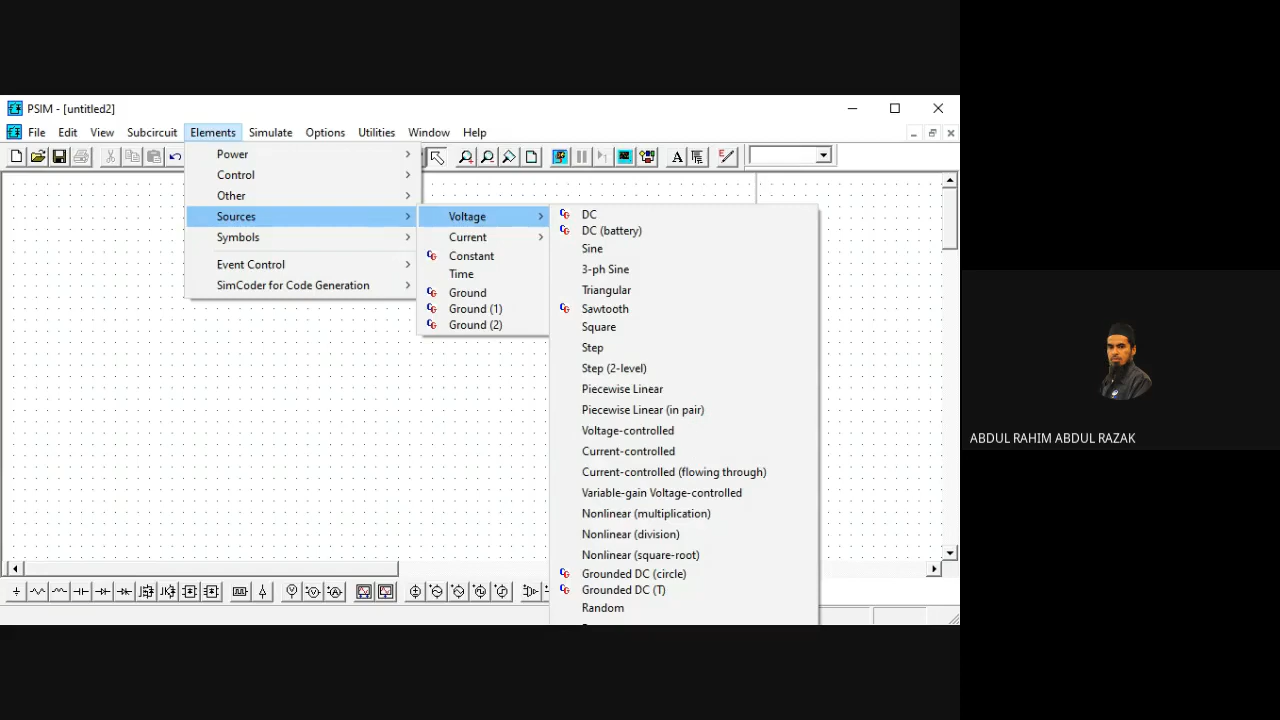 PSIM - [untitled2]
File Edit View Subcircuit Elements Simulate Options Utilities Window Help
Power
Control
Other
Sources
Symbols
Event Control
SimCoder for Code Generation
Voltage
Current
Constant
Time
Ground
Ground (1)
Ground (2)
DC
DC (battery)
Sine
3-ph Sine
Triangular
Sawtooth
Square
Step
Step (2-level)
Piecewise Linear
Piecewise Linear (in pair)
Voltage-controlled
Current-controlled
Current-controlled (flowing through)
Variable-gain Voltage-controlled
Nonlinear (multiplication)
Nonlinear (division)
Nonlinear (square-root)
Grounded DC (circle)
Grounded DC (T)
Random
ABDUL RAHIM ABDUL RAZAK